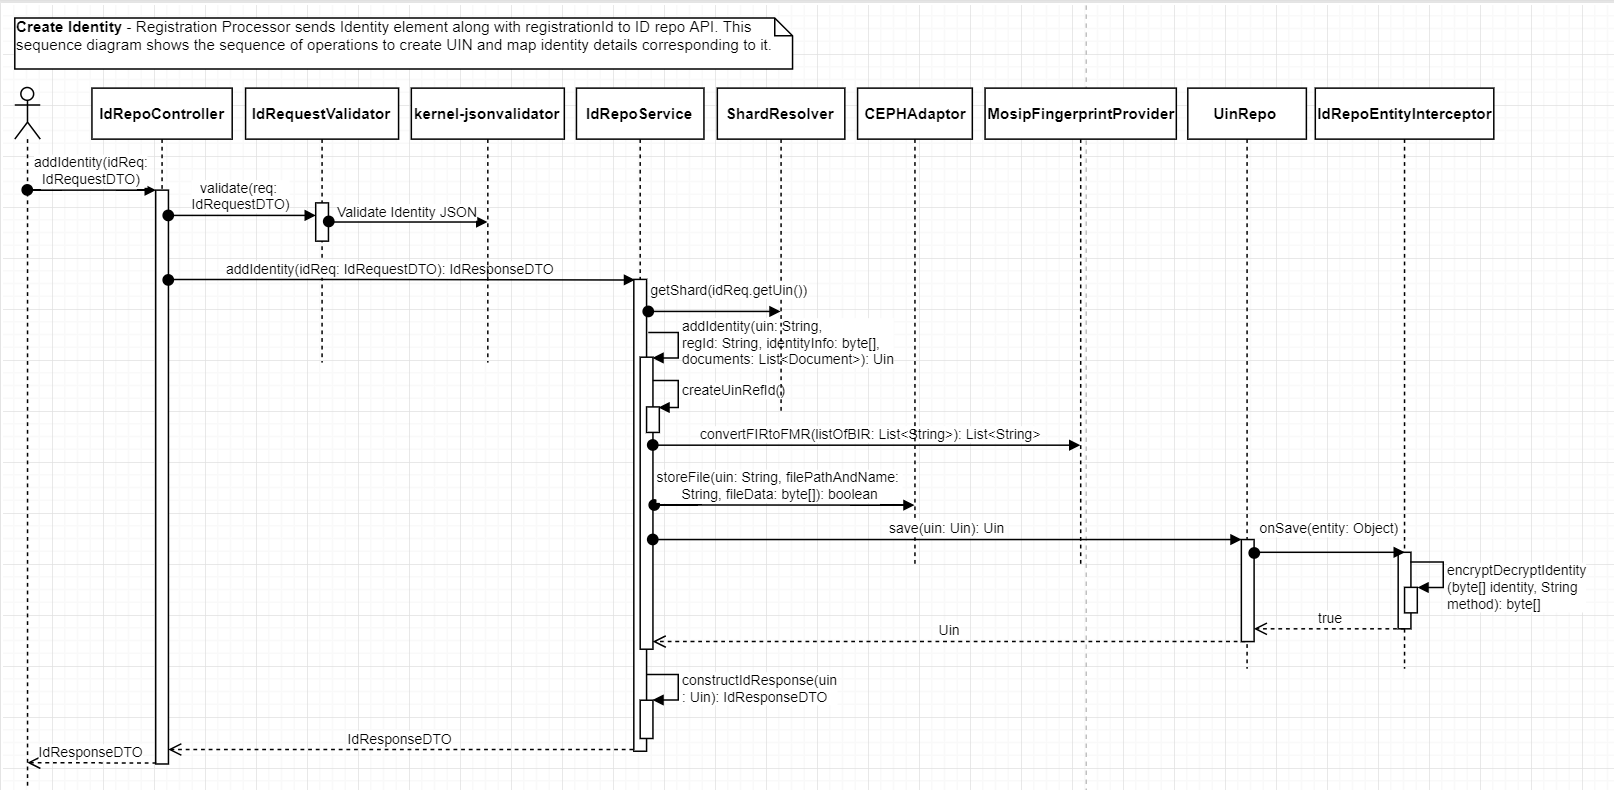 Create Identity - Registration Processor sends Identity element along with registrationId to ID repo API. This
sequence diagram shows the sequence of operations to create UIN and map identity details corresponding to it.
IdRepoController
IdRequestValidator
kernel-jsonvalidator
IdRepoService
ShardResolver
CEPHAdaptor
MosipFingerprintProvider
UinRepo
IdRepoEntityInterceptor
addIdentity(idReq:
IdRequestDTO)
validate(req:
IdRequestDTO)
Validate Identity JSON
addIdentity(idReq: IdRequestDTO): IdResponseDTO
getShard(idReq.getUin())
addIdentity(uin: String,
regId: String, identityInfo: byte[],
documents: List<Document>): Uin
createUinRefId()
convertFIRtoFMR(listOfBIR: List<String>): List<String>
storeFile(uin: String, filePathAndName:
String, fileData: byte[]): boolean
save(uin: Uin): Uin
onSave(entity: Object)
encryptDecryptIdentity
(byte[] identity, String
method): byte[]
true
Uin
constructIdResponse(uin
: Uin): IdResponseDTO
IdResponseDTO
IdResponseDTO